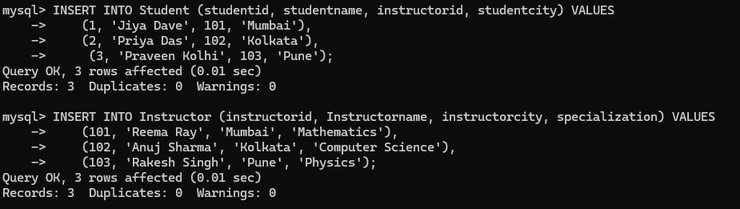 mysql> INSERT INTO Student (studentid, studentname, instructorid, studentcity) VALUES
    ->     (1, 'Jiya Dave', 101, 'Mumbai'),
    ->     (2, 'Priya Das', 102, 'Kolkata'),
    ->      (3, 'Praveen Kolhi', 103, 'Pune');
Query OK, 3 rows affected (0.01 sec)
Records: 3  Duplicates: 0  Warnings: 0

mysql> INSERT INTO Instructor (instructorid, Instructorname, instructorcity, specialization) VALUES
    ->     (101, 'Reema Ray', 'Mumbai', 'Mathematics'),
    ->     (102, 'Anuj Sharma', 'Kolkata', 'Computer Science'),
    ->     (103, 'Rakesh Singh', 'Pune', 'Physics');
Query OK, 3 rows affected (0.01 sec)
Records: 3  Duplicates: 0  Warnings: 0